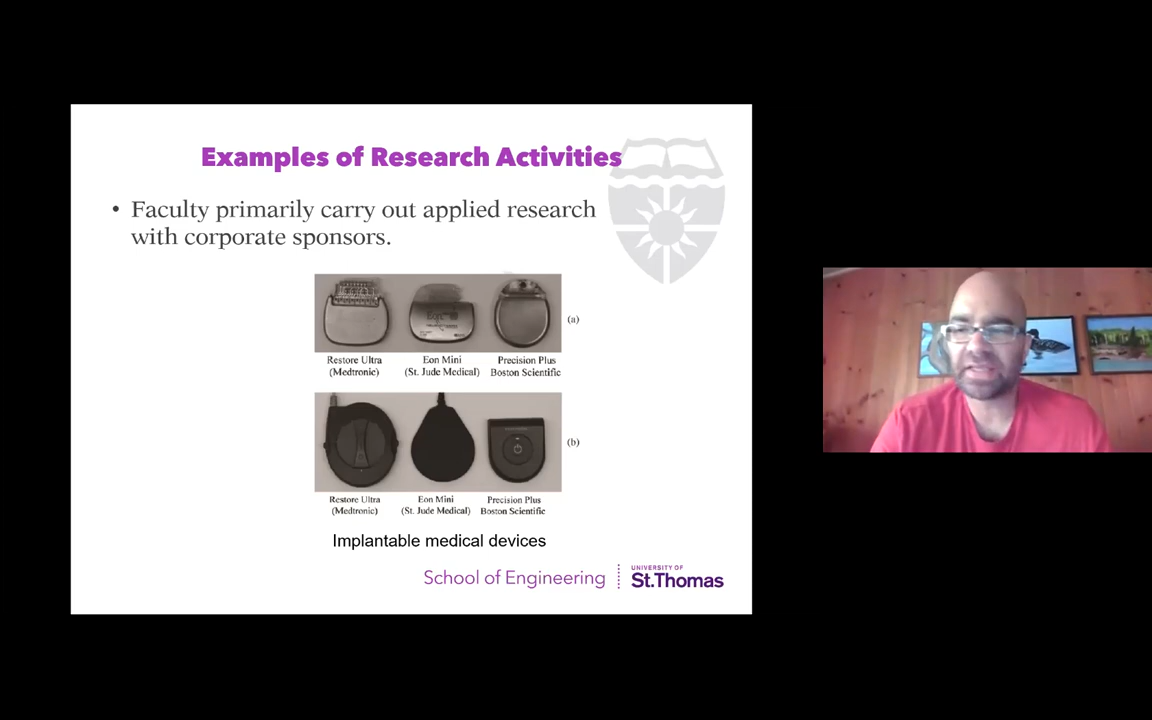 Examples of Research Activities
• Faculty primarily carry out applied research
with corporate sponsors.
(a)
Restore Ultra Eon Mini Precision Plus
(Medtronic) (St. Jude Medical) Boston Scientific
(b)
Restore Ultra Eon Mini Precision Plus
(Medtronic) (St. Jude Medical) Boston Scientific
Implantable medical devices
School of Engineering
UNIVERSITY OF
St.Thomas